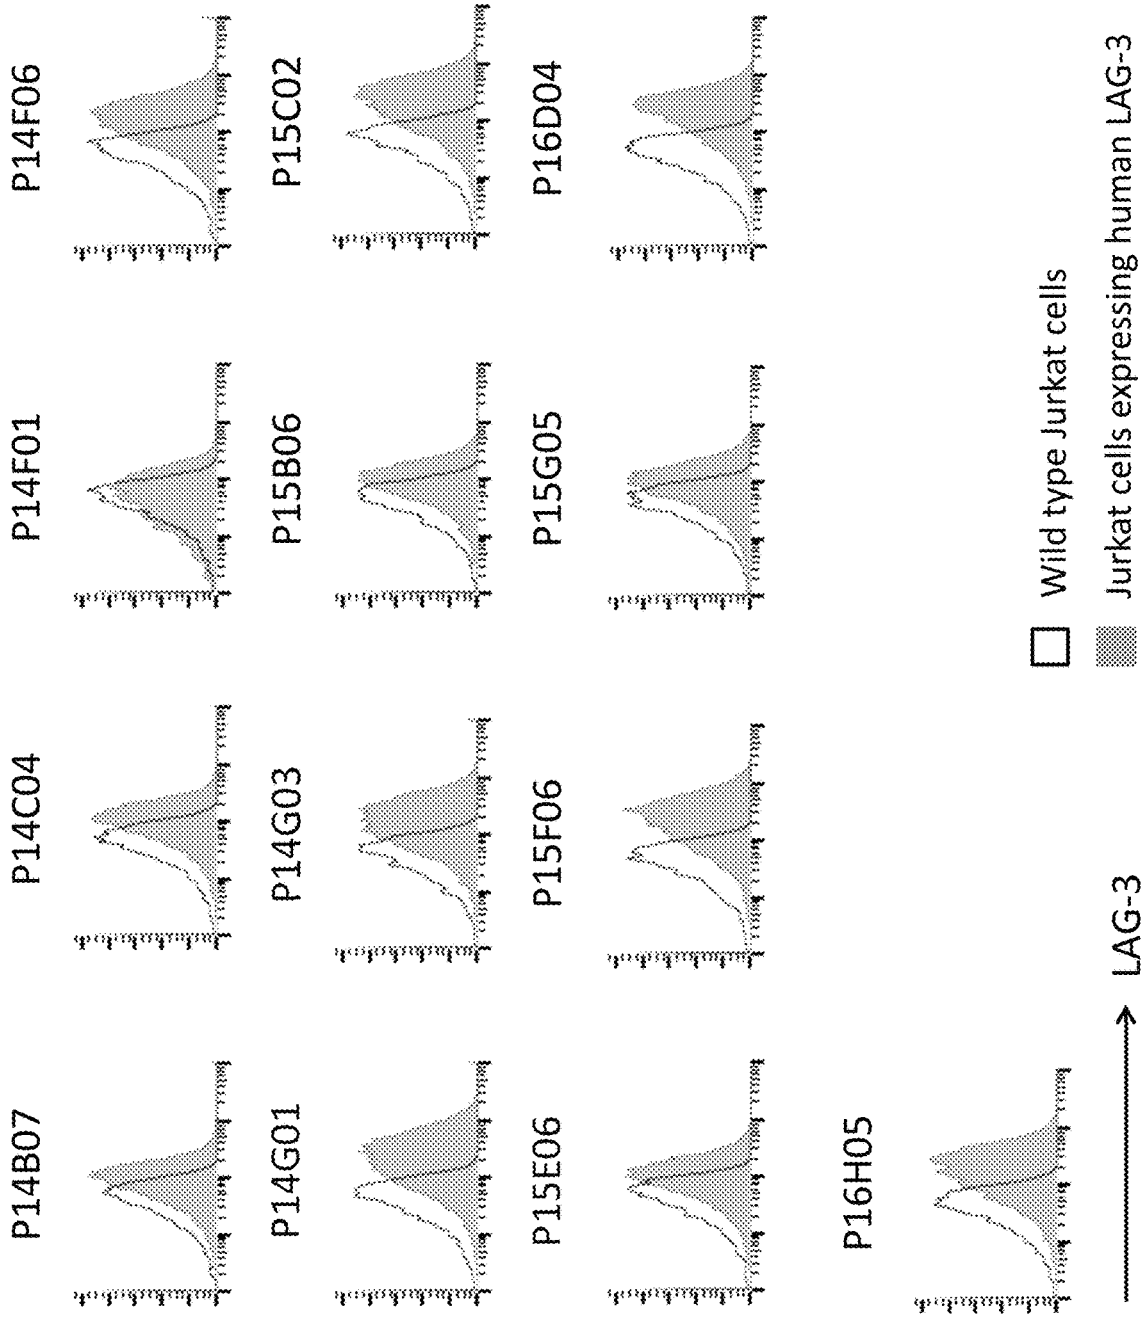 P14B07
P14C04
P14F01
P14F06
P14G01
P14G03
P15B06
P15C02
P15E06
P15F06
P15G05
P16D04
P16H05
LAG-3
Wild type Jurkat cells
Jurkat cells expressing human LAG-3